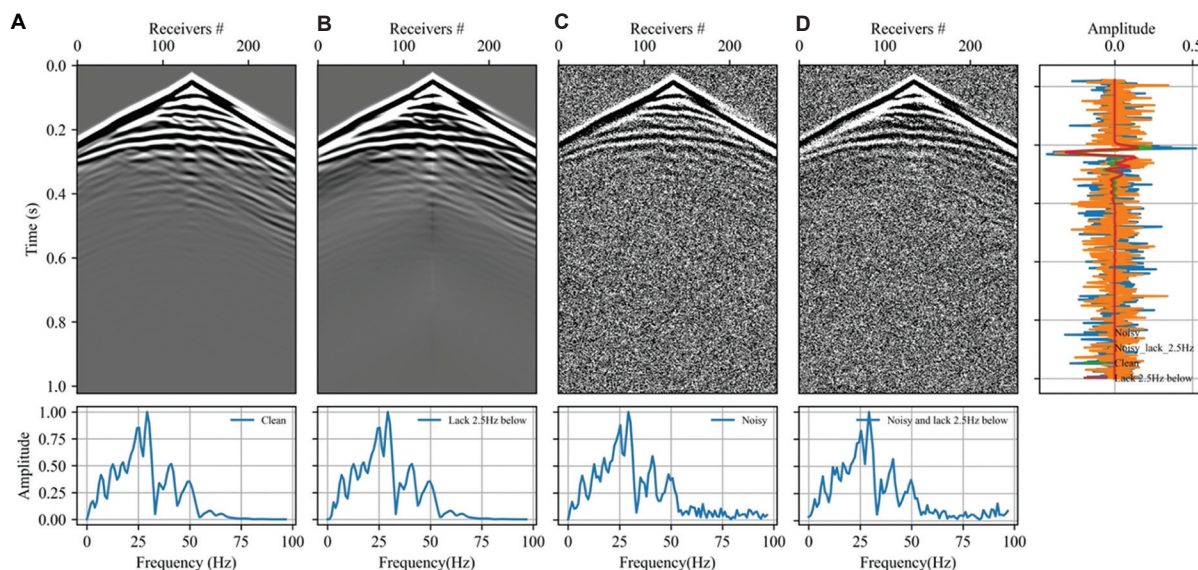 A B C D
Receivers # Receivers # Receivers # Receivers # Amplitude
0 100 200 0 100 200 0 100 200 0 100 200 0.0 0.5
0.0
0.2
0.4
0.6
0.8
1.0
Time (s)
Noisy
Noisy_lack_2.5Hz
Clean
Lack 2.5Hz below
1.00
0.75
0.50
0.25
0.00
Amplitude
Clean
Lack 2.5Hz below
Noisy
Noisy and lack 2.5Hz below
0 25 50 75 100 0 25 50 75 100 0 25 50 75 100 0 25 50 75 100
Frequency (Hz) Frequency(Hz) Frequency(Hz) Frequency(Hz)